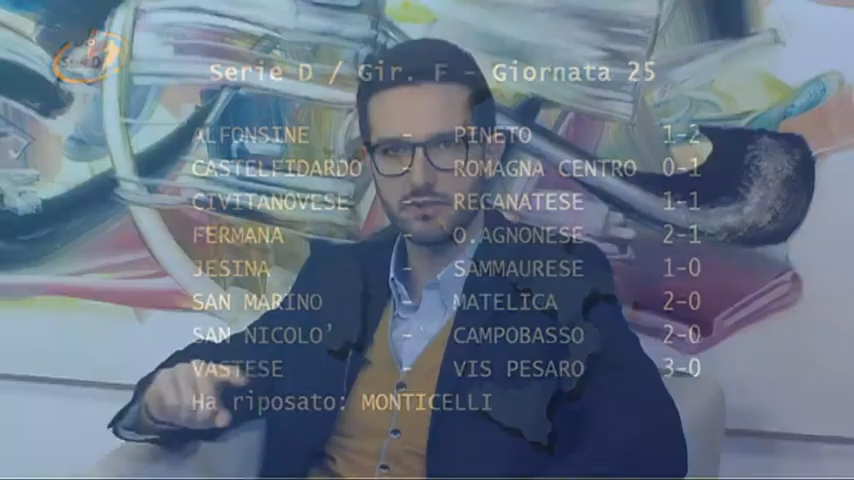 Serie D / Gir. F - Giornata 25
ALFONSINE - PINETO 1-2
CASTELFIDARDO - ROMAGNA CENTRO 0-1
CIVITANOVESE - RECANATESE 1-1
FERMANA - O.AGNONESE 2-1
JESINA - SAMMAURESE 1-0
SAN MARINO - MATELICA 2-0
SAN NICOLO' - CAMPOBASSO 2-0
VASTESE - VIS PESARO 3-0
Ha riposato: MONTICELLI